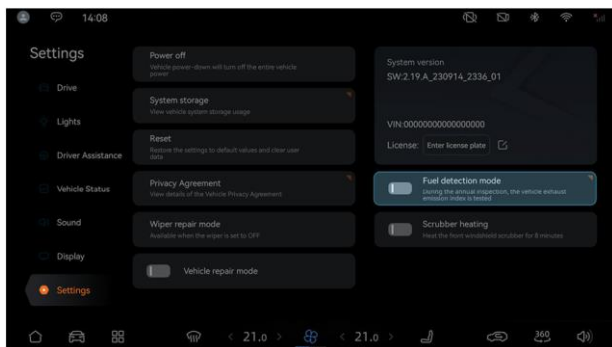 14:08
Settings
Drive
Lights
Driver Assistance
Vehicle Status
Sound
Display
Settings
Power off
Vehicle power-down will turn off the entire vehicle
power
System storage
View vehicle system storage usage
Reset
Restore the settings to default values and clear user
data
Privacy Agreement
View details of the Vehicle Privacy Agreement
Wiper repair mode
Available when the wiper is set to OFF
Vehicle repair mode
System version
SW:2.19.A_230914_2336_01
VIN:00000000000000000
License: Enter license plate
Fuel detection mode
During the annual inspection, the vehicle exhaust
emission index is tested
Scrubber heating
Heat the front windshield scrubber for 8 minutes
< 21.0 >
< 21.0 >
360